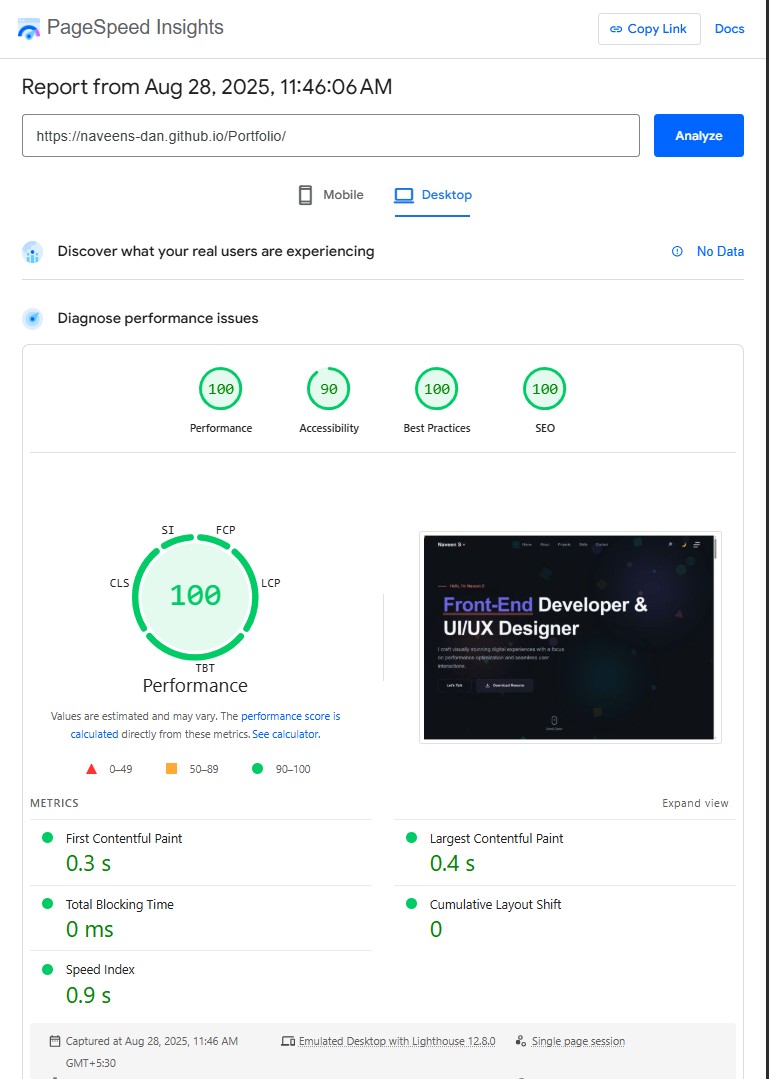 PageSpeed Insights
Copy Link
Docs
Report from Aug 28, 2025, 11:46:06 AM
https://naveens-dan.github.io/Portfolio/
Analyze
Mobile
Desktop
Discover what your real users are experiencing
No Data
Diagnose performance issues
100
90
100
100
Performance
Accessibility
Best Practices
SEO
SI
FCP
CLS
LCP
100
TBT
Performance
Values are estimated and may vary. The performance score is
calculated directly from these metrics. See calculator.
0–49
50–89
90–100
Naveen S
Home
About
Projects
Skills
Contact
Hello, I'm Naveen S
Front-End Developer &
UI/UX Designer
I craft visually stunning digital experiences with a focus
on performance optimization and seamless user
interactions.
Let's Talk
Download Resume
METRICS
Expand view
First Contentful Paint
0.3 s
Largest Contentful Paint
0.4 s
Total Blocking Time
0 ms
Cumulative Layout Shift
0
Speed Index
0.9 s
Captured at Aug 28, 2025, 11:46 AM
GMT+5:30
Emulated Desktop with Lighthouse 12.8.0
Single page session